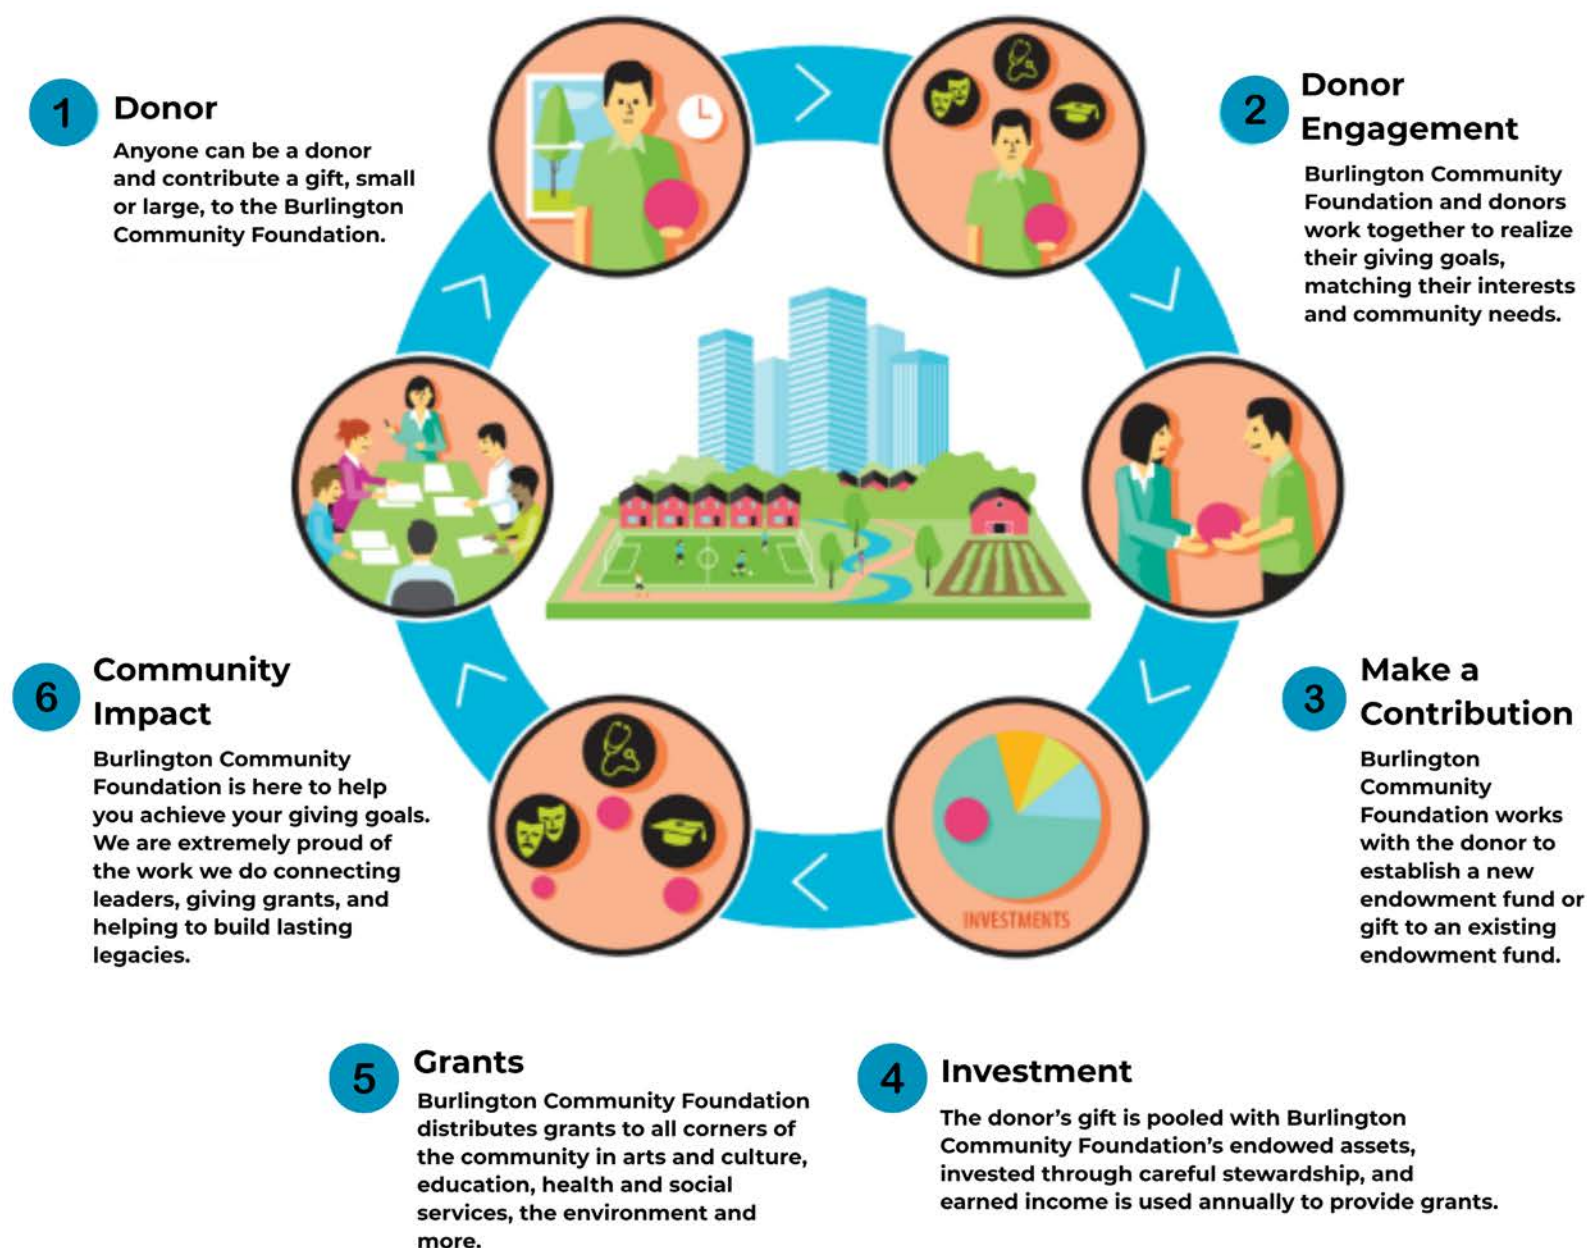 1
Donor
Anyone can be a donor
and contribute a gift, small
or large, to the Burlington
Community Foundation.
2
Donor
Engagement
Burlington Community
Foundation and donors
work together to realize
their giving goals,
matching their interests
and community needs.
3
Make a
Contribution
Burlington
Community
Foundation works
with the donor to
establish a new
endowment fund or
gift to an existing
endowment fund.
INVESTMENTS
4
Investment
The donor's gift is pooled with Burlington
Community Foundation's endowed assets,
invested through careful stewardship, and
earned income is used annually to provide grants.
5
Grants
Burlington Community Foundation
distributes grants to all corners of
the community in arts and culture,
education, health and social
services, the environment and
more.
6
Community
Impact
Burlington Community
Foundation is here to help
you achieve your giving goals.
We are extremely proud of
the work we do connecting
leaders, giving grants, and
helping to build lasting
legacies.